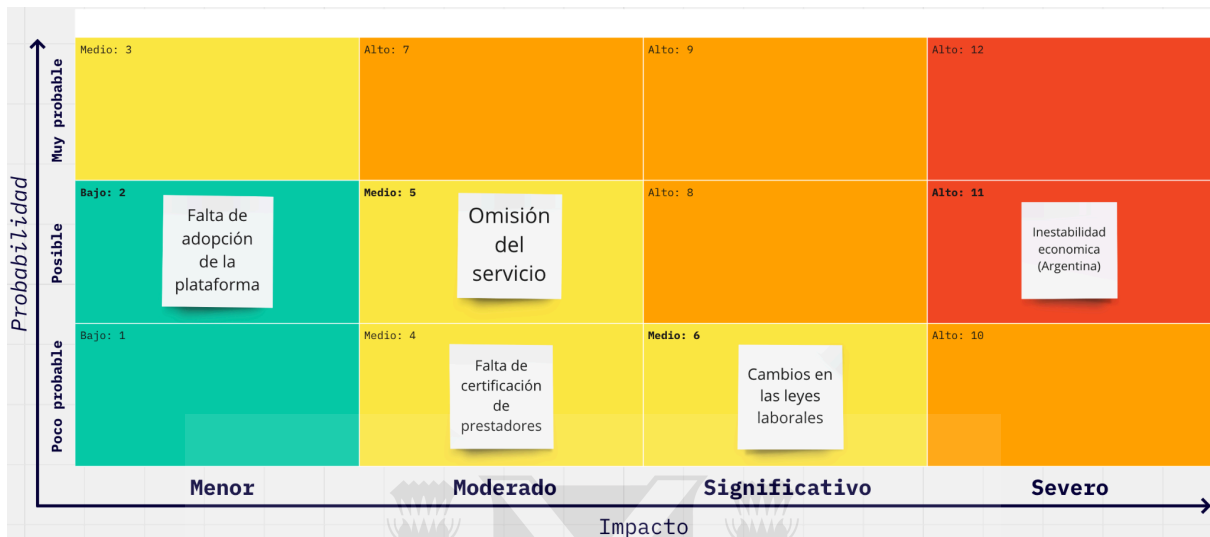 Medio: 3
Alto: 7
Alto: 9
Alto: 12
Muy probable
Bajo: 2
Falta de
adopción
de la
plataforma
Medio: 5
Omisión
del
servicio
Alto: 8
Alto: 11
Inestabilidad
economica
(Argentina)
Posible
Probabilidad
Bajo: 1
Medio: 4
Falta de
certificación
de
prestadores
Medio: 6
Cambios en
las leyes
laborales
Alto: 10
Poco probable
Menor
Moderado
Significativo
Severo
Impacto